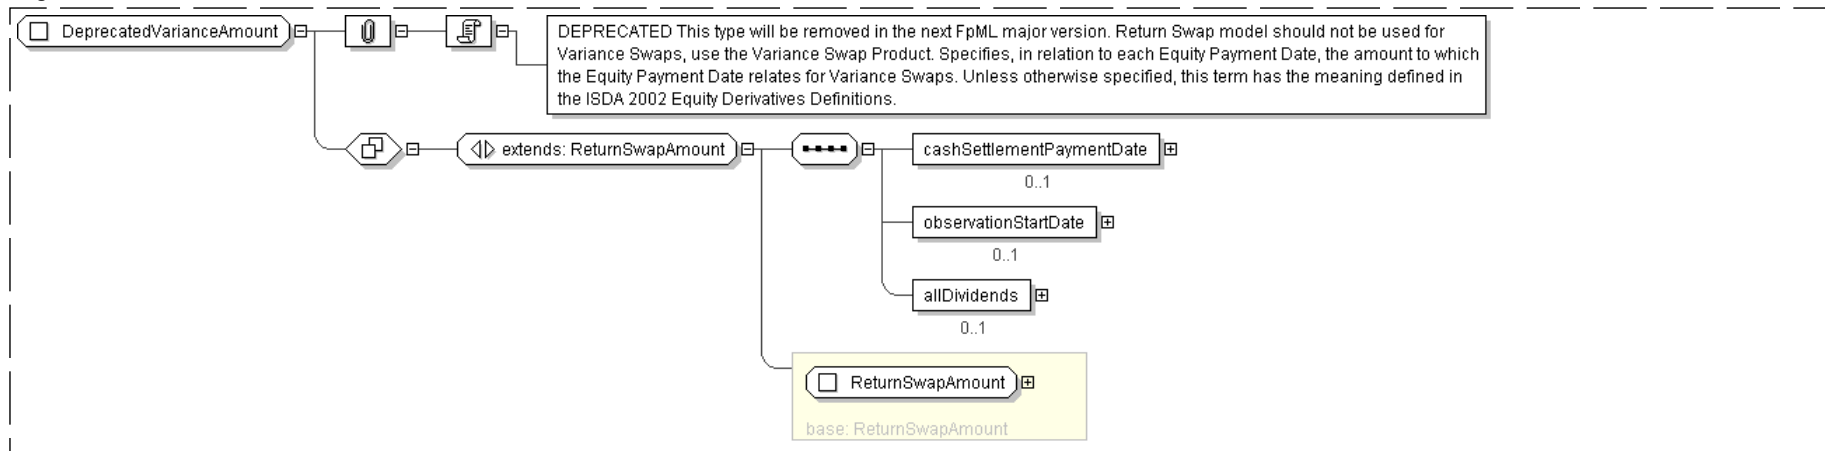 DeprecatedVarianceAmount
DEPRECATED This type will be removed in the next FpML major version. Return Swap model should not be used for
Variance Swaps, use the Variance Swap Product. Specifies, in relation to each Equity Payment Date, the amount to which
the Equity Payment Date relates for Variance Swaps. Unless otherwise specified, this term has the meaning defined in
the ISDA 2002 Equity Derivatives Definitions.
extends: ReturnSwapAmount
cashSettlementPaymentDate
0..1
observationStartDate
0..1
allDividends
0..1
ReturnSwapAmount
base: ReturnSwapAmount